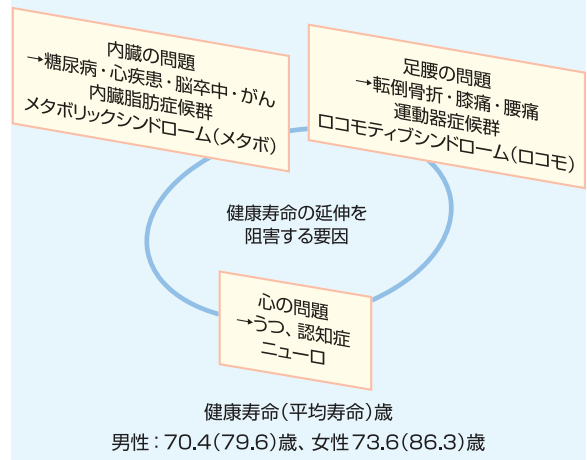 内臓の問題
→糖尿病・心疾患・脳卒中・がん
内臓脂肪症候群
メタボリックシンドローム(メタボ)
足腰の問題
→転倒骨折・膝痛・腰痛
運動器症候群
ロコモティブシンドローム(ロコモ)
健康寿命の延伸を
阻害する要因
心の問題
→うつ、認知症
ニューロ
健康寿命(平均寿命)歳
男性：70.4(79.6)歳、女性73.6(86.3)歳